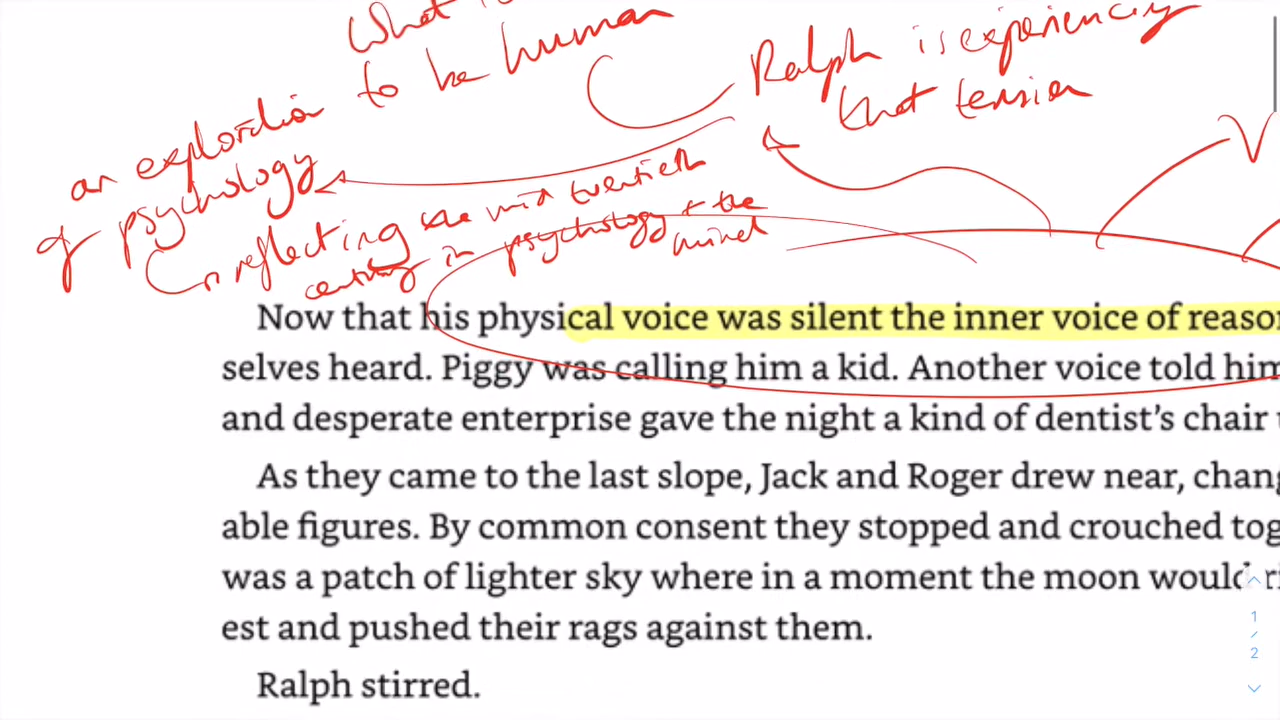 What
to be human
Ralph is experiencing
that tension
an exploration
of psychology
reflecting the mid twentieth
century in psychology + the
mind
V
Now that his physical voice was silent the inner voice of reaso
selves heard. Piggy was calling him a kid. Another voice told him
and desperate enterprise gave the night a kind of dentist's chair
As they came to the last slope, Jack and Roger drew near, chang
able figures. By common consent they stopped and crouched tog
was a patch of lighter sky where in a moment the moon would ri
est and pushed their rags against them.
Ralph stirred.
1
/
2